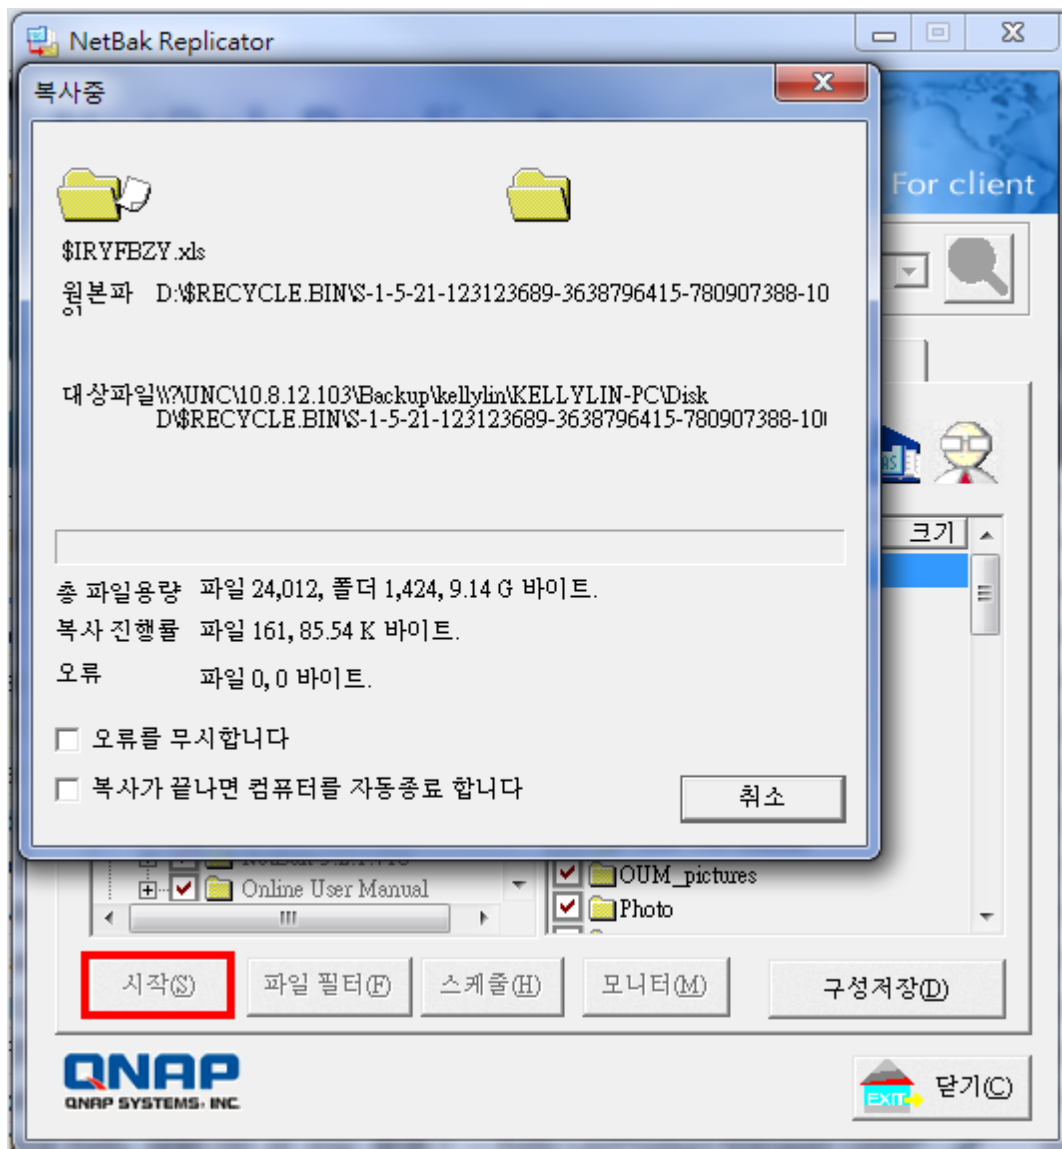 NetBak Replicator
복사중
For client
$IRYFBZY.xls
원본파일 D:\$RECYCLE.BIN\S-1-5-21-123123689-3638796415-780907388-10
대상파일\\?\UNC\10.8.12.103\Backup\kellylin\KELLYLIN-PC\Disk
D\$RECYCLE.BIN\S-1-5-21-123123689-3638796415-780907388-10
크기
총 파일용량 파일 24,012, 폴더 1,424, 9.14 G 바이트.
복사 진행률 파일 161, 85.54 K 바이트.
오류 파일 0, 0 바이트.
오류를 무시합니다
복사가 끝나면 컴퓨터를 자동종료 합니다
취소
OUM_pictures
Online User Manual
Photo
시작(S)
파일 필터(F)
스케줄(H)
모니터(M)
구성저장(D)
QNAP
QNAP SYSTEMS, INC.
EXIT
닫기(C)